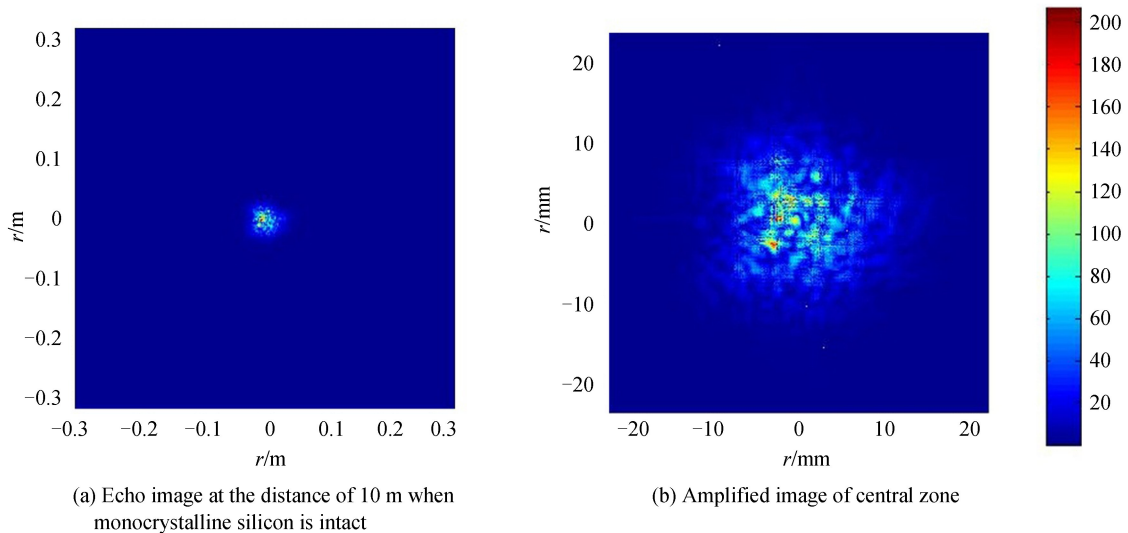 0.3
0.2
0.1
0
−0.1
−0.2
−0.3
r/m
−0.3 −0.2 −0.1 0 0.1 0.2 0.3
r/m
(a) Echo image at the distance of 10 m when
monocrystalline silicon is intact
20
10
0
−10
−20
r/mm
−20 −10 0 10 20
r/mm
(b) Amplified image of central zone
200
180
160
140
120
100
80
60
40
20